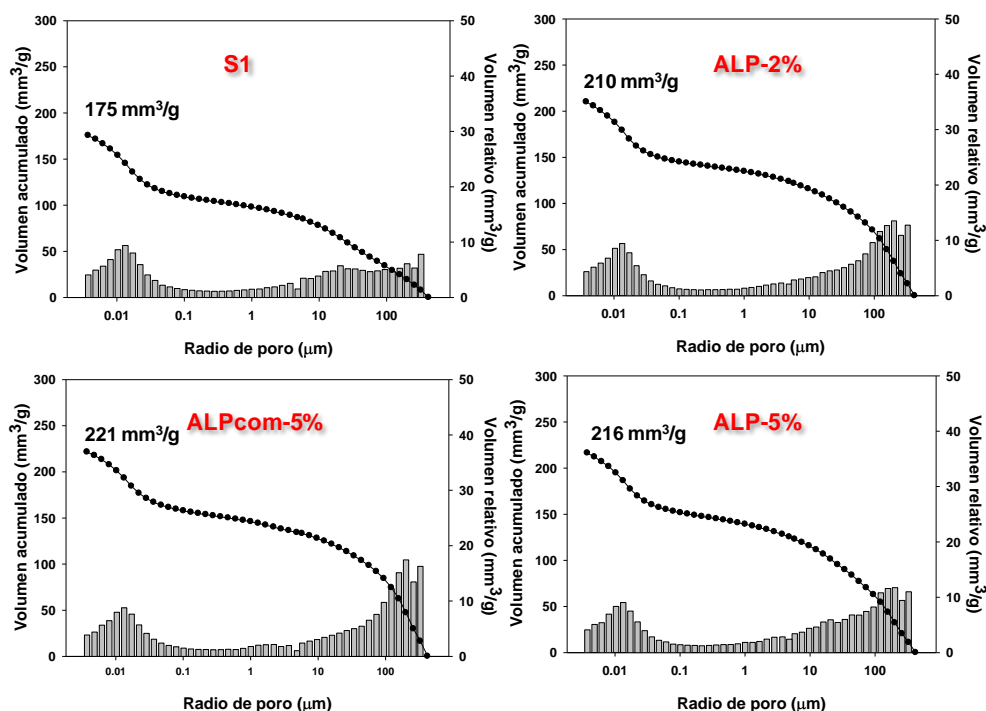 S1
175 mm³/g
Volumen acumulado (mm³/g)
300
250
200
150
100
50
0
Volumen relativo (mm³/g)
50
40
30
20
10
0
0.01 0.1 1 10 100
Radio de poro (μm)
ALP-2%
210 mm³/g
Volumen acumulado (mm³/g)
300
250
200
150
100
50
0
Volumen relativo (mm³/g)
50
40
30
20
10
0
0.01 0.1 1 10 100
Radio de poro (μm)
ALPcom-5%
221 mm³/g
Volumen acumulado (mm³/g)
300
250
200
150
100
50
0
Volumen relativo (mm³/g)
50
40
30
20
10
0
0.01 0.1 1 10 100
Radio de poro (μm)
ALP-5%
216 mm³/g
Volumen acumulado (mm³/g)
300
250
200
150
100
50
0
Volumen relativo (mm³/g)
50
40
30
20
10
0
0.01 0.1 1 10 100
Radio de poro (μm)